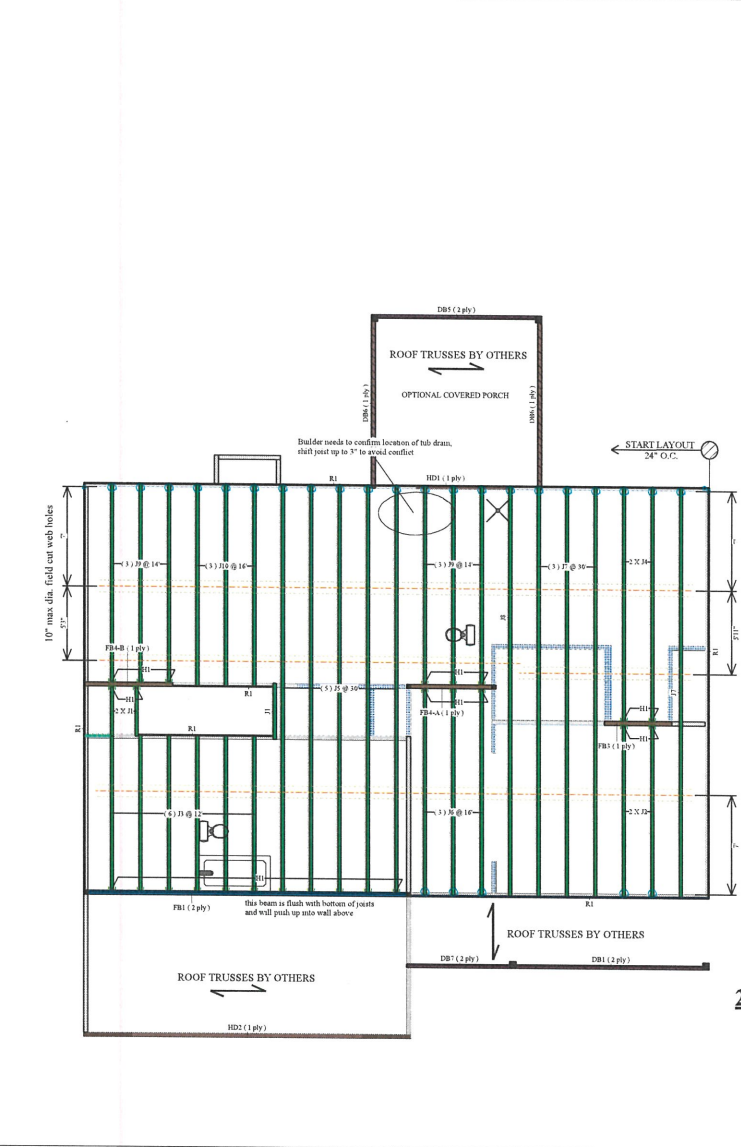 DB5 ( 2 ply )
ROOF TRUSSES BY OTHERS
OPTIONAL COVERED PORCH
DB6 ( 1 ply )
DB6 ( 1 ply )
Builder needs to confirm location of tub drain,
shift joist up to 3" to avoid conflict
START LAYOUT
24" O.C.
R1
HD1 ( 1 ply )
10" max dia. field cut web holes
( 3 ) J9 @ 14'
( 3 ) J10 @ 16'
( 3 ) J9 @ 14'
( 3 ) J7 @ 30'
2 X J4
5'11"
R1
FB4-B ( 1 ply )
H1
H1
2 X J1
R1
J1
R1
R1
( 5 ) J5 @ 30'
H1
H1
FB4-A ( 1 ply )
J7
H1
H1
FB3 ( 1 ply )
( 6 ) J3 @ 12'
( 3 ) J6 @ 16'
2 X J2
H1
FB1 ( 2 ply )
this beam is flush with bottom of joists
and will push up into wall above
R1
ROOF TRUSSES BY OTHERS
DB7 ( 2 ply )
DB1 ( 2 ply )
ROOF TRUSSES BY OTHERS
HD2 ( 1 ply )